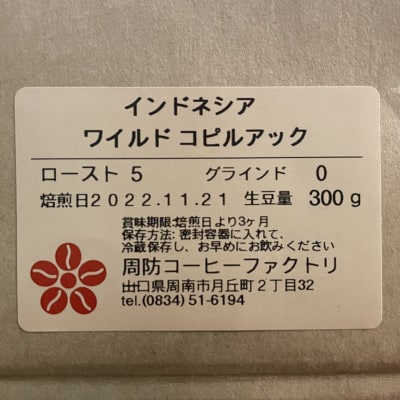 インドネシア
ワイルド コピルアック
ロースト 5 グラインド 0
焙煎日2022.11.21 生豆量 300g
賞味期限:焙煎日より3ヶ月
保存方法: 密封容器に入れて、
冷蔵保存し、お早めにお飲みください
周防コーヒーファクトリ
山口県周南市月丘町2丁目32
tel.(0834) 51-6194